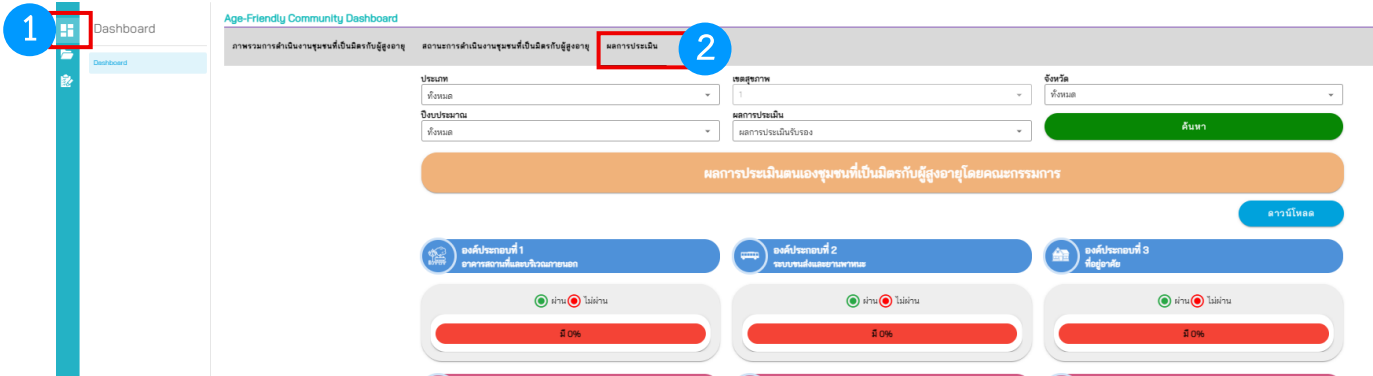 1
Dashboard
Dashboard
Age-Friendly Community Dashboard
ภาพรวมการดำเนินงานชุมชนที่เป็นมิตรกับผู้สูงอายุ สถานะการดำเนินงานชุมชนที่เป็นมิตรกับผู้สูงอายุ ผลการประเมิน 2
ประเภท เขตสุขภาพ จังหวัด
ทั้งหมด 1 ทั้งหมด
ปีงบประมาณ ผลการประเมิน
ทั้งหมด ผลการประเมินรับรอง ค้นหา
ผลการประเมินตนเองชุมชนที่เป็นมิตรกับผู้สูงอายุโดยคณะกรรมการ
ดาวน์โหลด
องค์ประกอบที่ 1 องค์ประกอบที่ 2 องค์ประกอบที่ 3
อาคารสถานที่และบริเวณภายนอก ระบบขนส่งและยานพาหนะ ที่อยู่อาศัย
ผ่าน ไม่ผ่าน ผ่าน ไม่ผ่าน ผ่าน ไม่ผ่าน
มี 0% มี 0% มี 0%